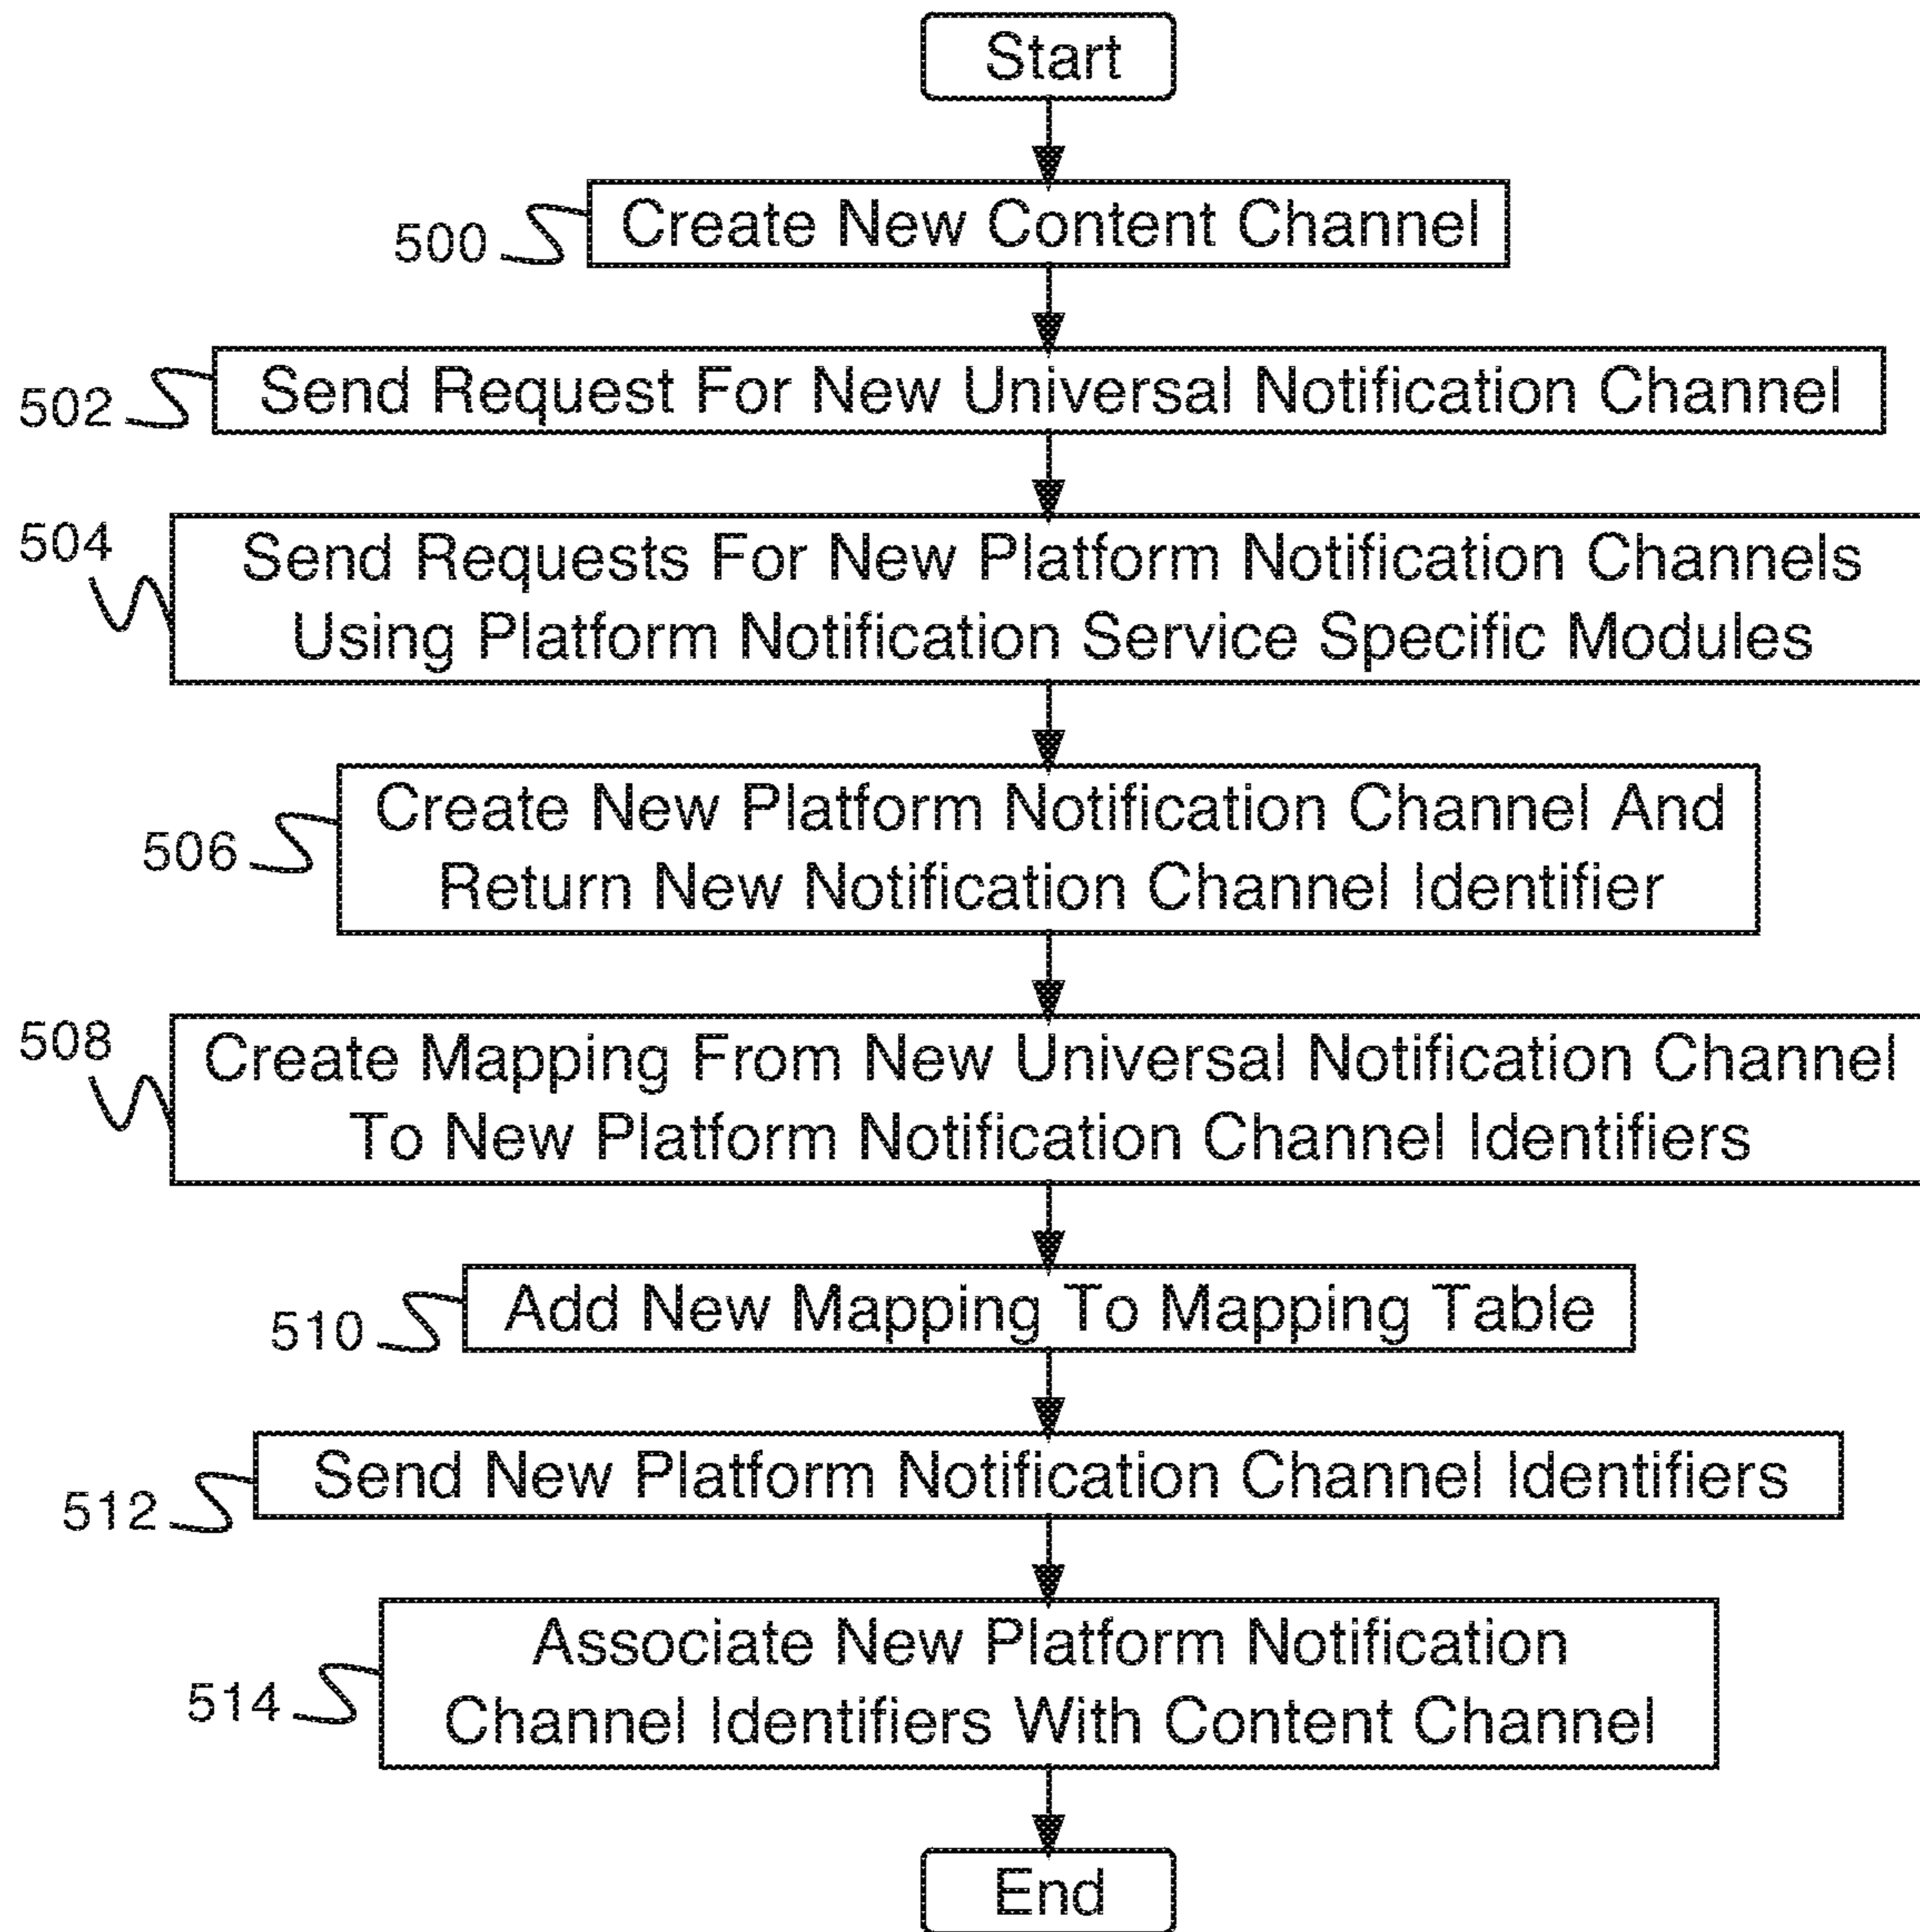 Start
500
Create New Content Channel
502
Send Request For New Universal Notification Channel
504
Send Requests For New Platform Notification Channels
Using Platform Notification Service Specific Modules
506
Create New Platform Notification Channel And
Return New Notification Channel Identifier
508
Create Mapping From New Universal Notification Channel
To New Platform Notification Channel Identifiers
510
Add New Mapping To Mapping Table
512
Send New Platform Notification Channel Identifiers
514
Associate New Platform Notification
Channel Identifiers With Content Channel
End